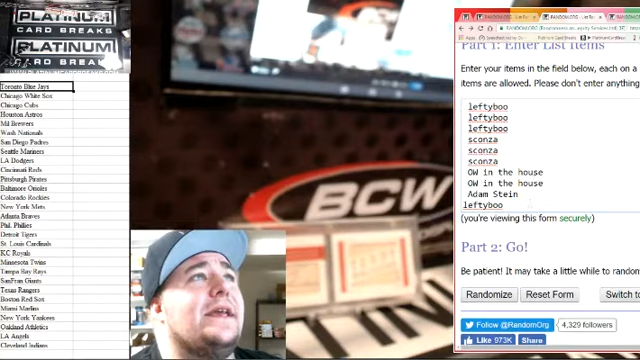 PLATINUM
CARD BREAKS
PLATINUM
CARD BREAKS
Toronto Blue Jays
Chicago White Sox
Chicago Cubs
Houston Astros
Mil Brewers
Wash Nationals
San Diego Padres
Seattle Mariners
LA Dodgers
Cincinnati Reds
Pittsburgh Pirates
Baltimore Orioles
Colorado Rockies
New York Mets
Atlanta Braves
Phil. Phillies
Detroit Tigers
St. Louis Cardinals
KC Royals
Minnesota Twins
Tampa Bay Rays
SanFran Giants
Texas Rangers
Boston Red Sox
Miami Marlins
New York Yankees
Oakland Athletics
LA Angels
Cleveland Indians
BCW
Part 1: Enter List Items
Enter your items in the field below, each on a
items are allowed. Please don't enter anything
leftyboo
leftyboo
leftyboo
sconza
sconza
sconza
OW in the house
OW in the house
Adam Stein
leftyboo
(you're viewing this form securely)
Part 2: Go!
Be patient! It may take a little while to random
Randomize
Reset Form
Switch to
Follow @RandomOrg
4,329 followers
Like 973K
Share